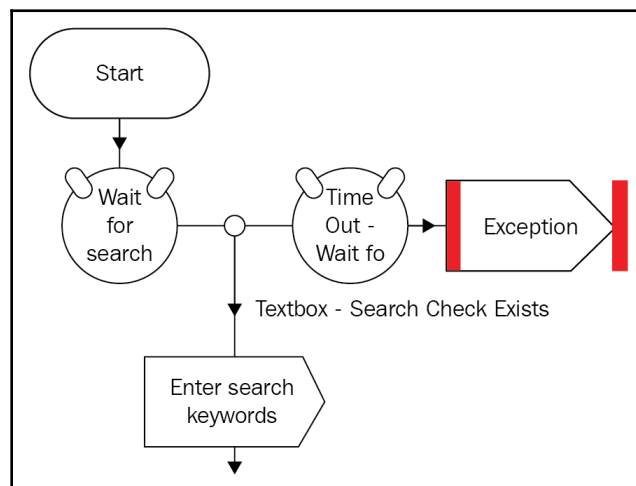 Start
Wait
for
search
Time
Out -
Wait fo
Exception
Textbox - Search Check Exists
Enter search
keywords